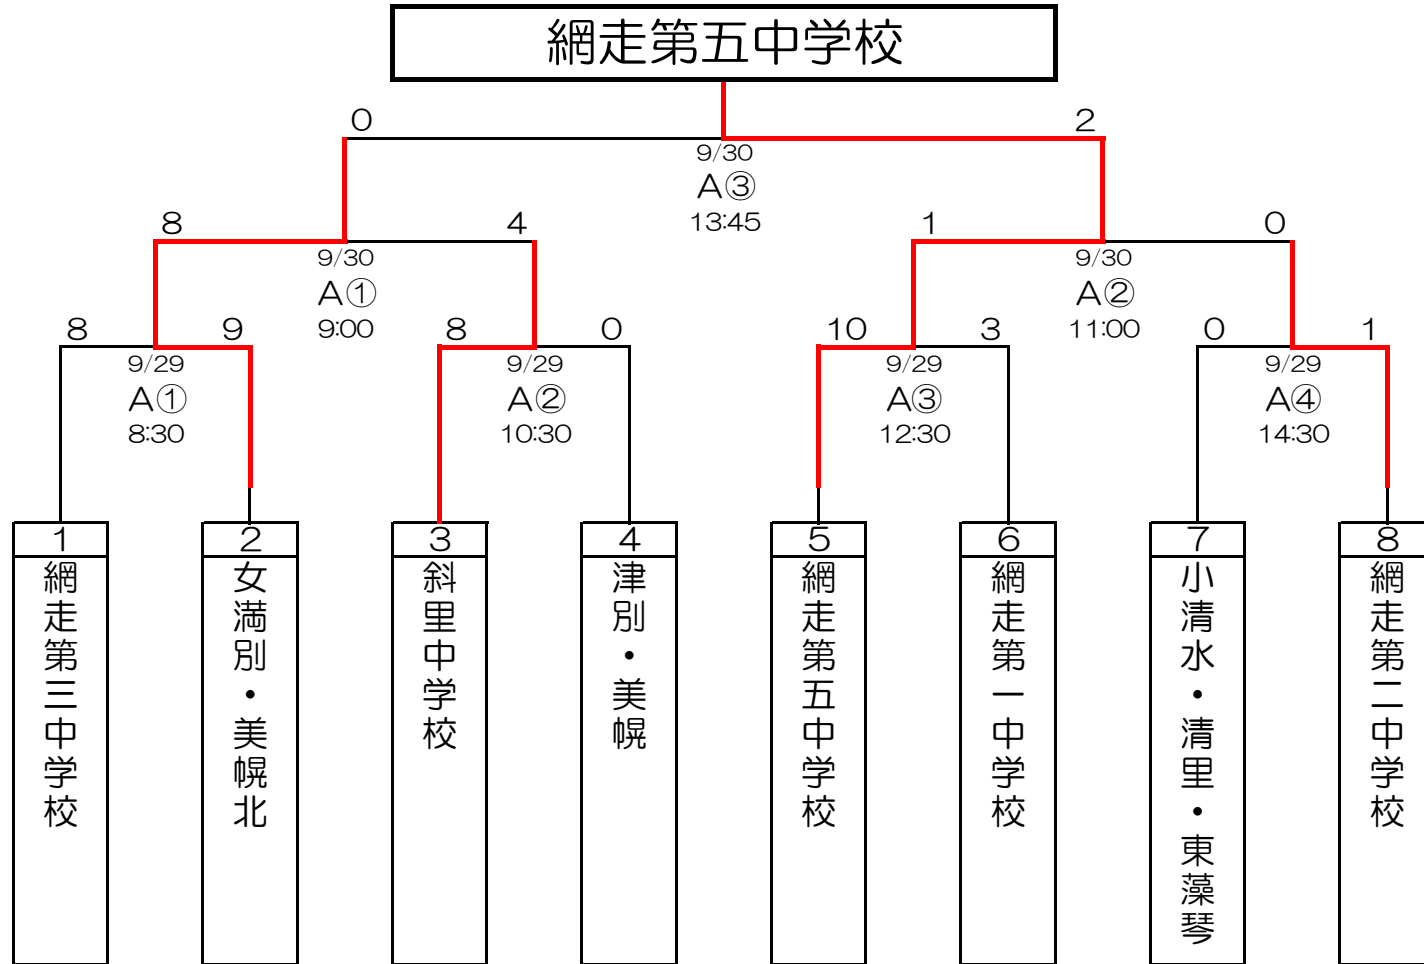 網走第五中学校
0 2
9/30
A③
13:45
8 4 1 0
9/30 9/30
A① A②
9:00 11:00
8 9 8 0 10 3 0 1
9/29 9/29 9/29 9/29
A① A② A③ A④
8:30 10:30 12:30 14:30
1 2 3 4 5 6 7 8
網走第三中学校
女満別・美幌北
斜里中学校
津別・美幌
網走第五中学校
網走第一中学校
小清水・清里・東藻琴
網走第二中学校